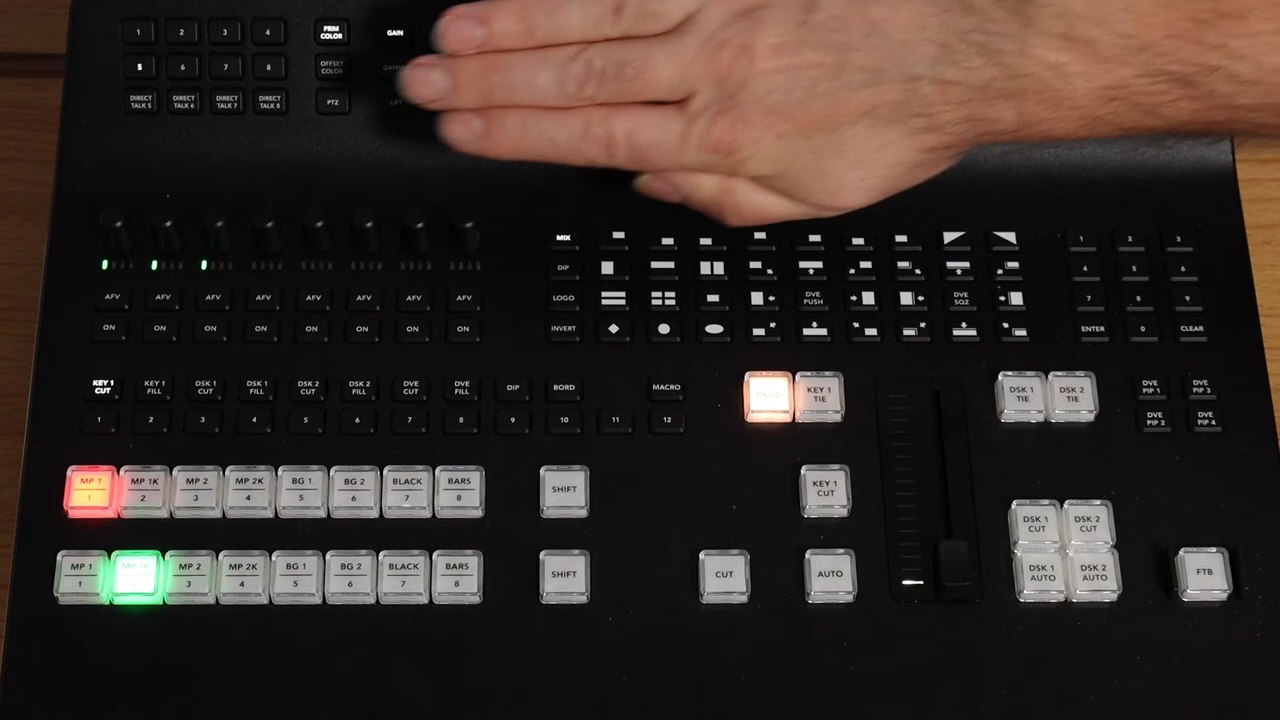 1 2 3 4 PRIM COLOR GAIN
5 6 7 8 OFFSET COLOR
DIRECT TALK 5 DIRECT TALK 6 DIRECT TALK 7 DIRECT TALK 8 PTZ LIFT
MIX 1 2 3
DIP 4 5 6
AFV AFV AFV AFV AFV AFV AFV AFV LOGO DVE PUSH DVE SQZ 7 8 9
ON ON ON ON ON ON ON ON INVERT ENTER 0 CLEAR
KEY 1 CUT KEY 1 FILL DSK 1 CUT DSK 1 FILL DSK 2 CUT DSK 2 FILL DVE CUT DVE FILL DIP BORD MACRO KEY 1 TIE DSK 1 TIE DSK 2 TIE DVE PIP 1 DVE PIP 3
1 2 3 4 5 6 7 8 9 10 11 12 DVE PIP 2 DVE PIP 4
MP 1 MP 1K MP 2 MP 2K BG 1 BG 2 BLACK BARS SHIFT KEY 1 CUT
1 2 3 4 5 6 7 8
DSK 1 CUT DSK 2 CUT
MP 1 MP 1K MP 2 MP 2K BG 1 BG 2 BLACK BARS SHIFT CUT AUTO DSK 1 AUTO DSK 2 AUTO FTB
1 2 3 4 5 6 7 8